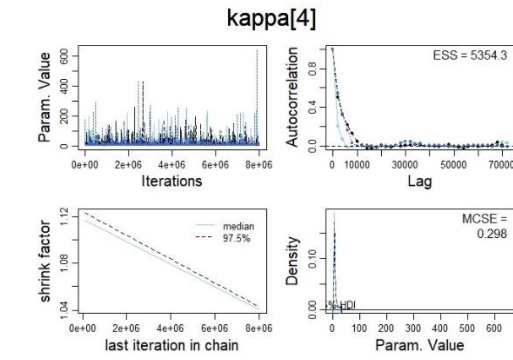 kappa[4]
Param. Value
0 200 400 600
0e+00 2e+06 4e+06 6e+06 8e+06
Iterations
Autocorrelation
0.0 0.4 0.8
ESS = 5354.3
0 10000 30000 50000 70000
Lag
shrink factor
1.04 1.08 1.12
median
97.5%
0e+00 2e+06 4e+06 6e+06 8e+06
last iteration in chain
Density
0.00 0.10
MCSE =
0.298
% HDI
0 100 200 300 400 500 600
Param. Value